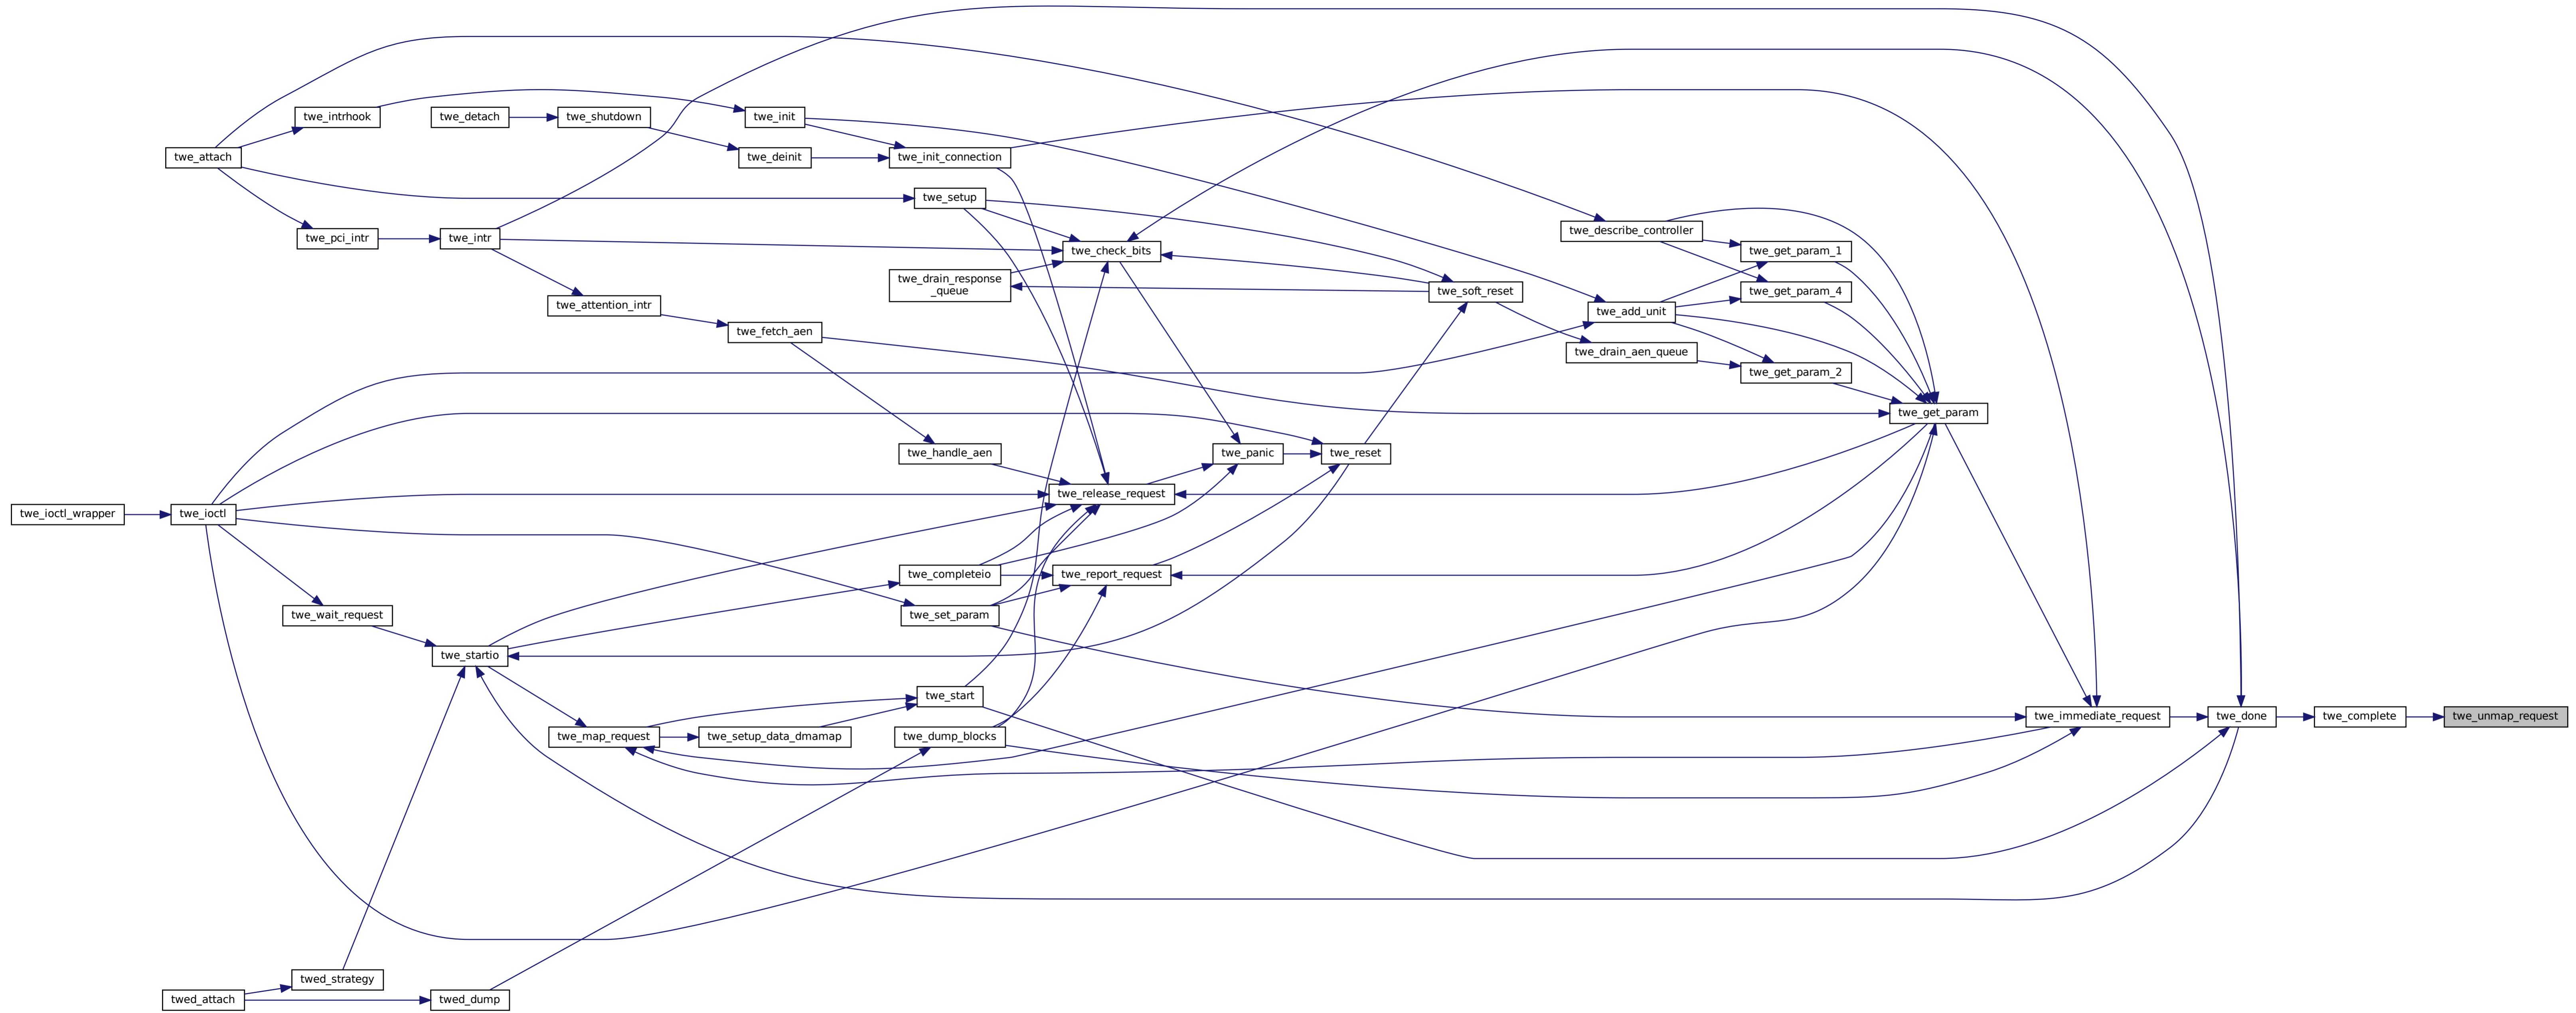 twe_intrhook
twe_detach
twe_shutdown
twe_init
twe_attach
twe_deinit
twe_init_connection
twe_setup
twe_describe_controller
twe_pci_intr
twe_intr
twe_check_bits
twe_get_param_1
twe_drain_response
_queue
twe_soft_reset
twe_get_param_4
twe_attention_intr
twe_add_unit
twe_fetch_aen
twe_drain_aen_queue
twe_get_param_2
twe_get_param
twe_handle_aen
twe_panic
twe_reset
twe_release_request
twe_ioctl_wrapper
twe_ioctl
twe_completeio
twe_report_request
twe_wait_request
twe_set_param
twe_startio
twe_start
twe_immediate_request
twe_done
twe_complete
twe_unmap_request
twe_map_request
twe_setup_data_dmamap
twe_dump_blocks
twed_strategy
twed_attach
twed_dump